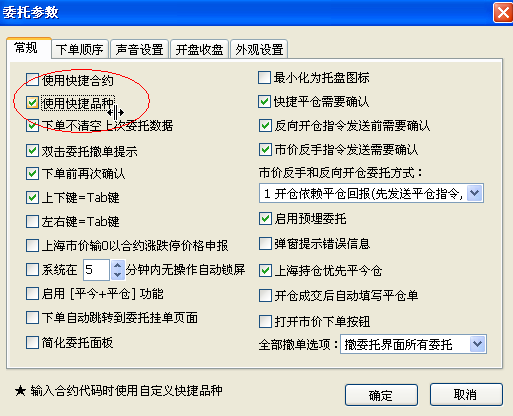 委托参数
常规 下单顺序 声音设置 开盘收盘 外观设置
使用快捷合约
使用快捷品种
下单不清空上次委托数据
双击委托撤单提示
下单前再次确认
上下键=Tab键
左右键=Tab键
上海市价输0以合约涨跌停价格申报
系统在 5 分钟内无操作自动锁屏
启用 [平今+平仓] 功能
下单自动跳转到委托挂单页面
简化委托面板
最小化为托盘图标
快捷平仓需要确认
反向开仓指令发送前需要确认
市价反手指令发送需要确认
市价反手和反向开仓委托方式：
1 开仓依赖平仓回报(先发送平仓指令,
启用预埋委托
弹窗提示错误信息
上海持仓优先平今仓
开仓成交后自动填写平仓单
打开市价下单按钮
全部撤单选项： 撤委托界面所有委托
★ 输入合约代码时使用自定义快捷品种
确定 取消